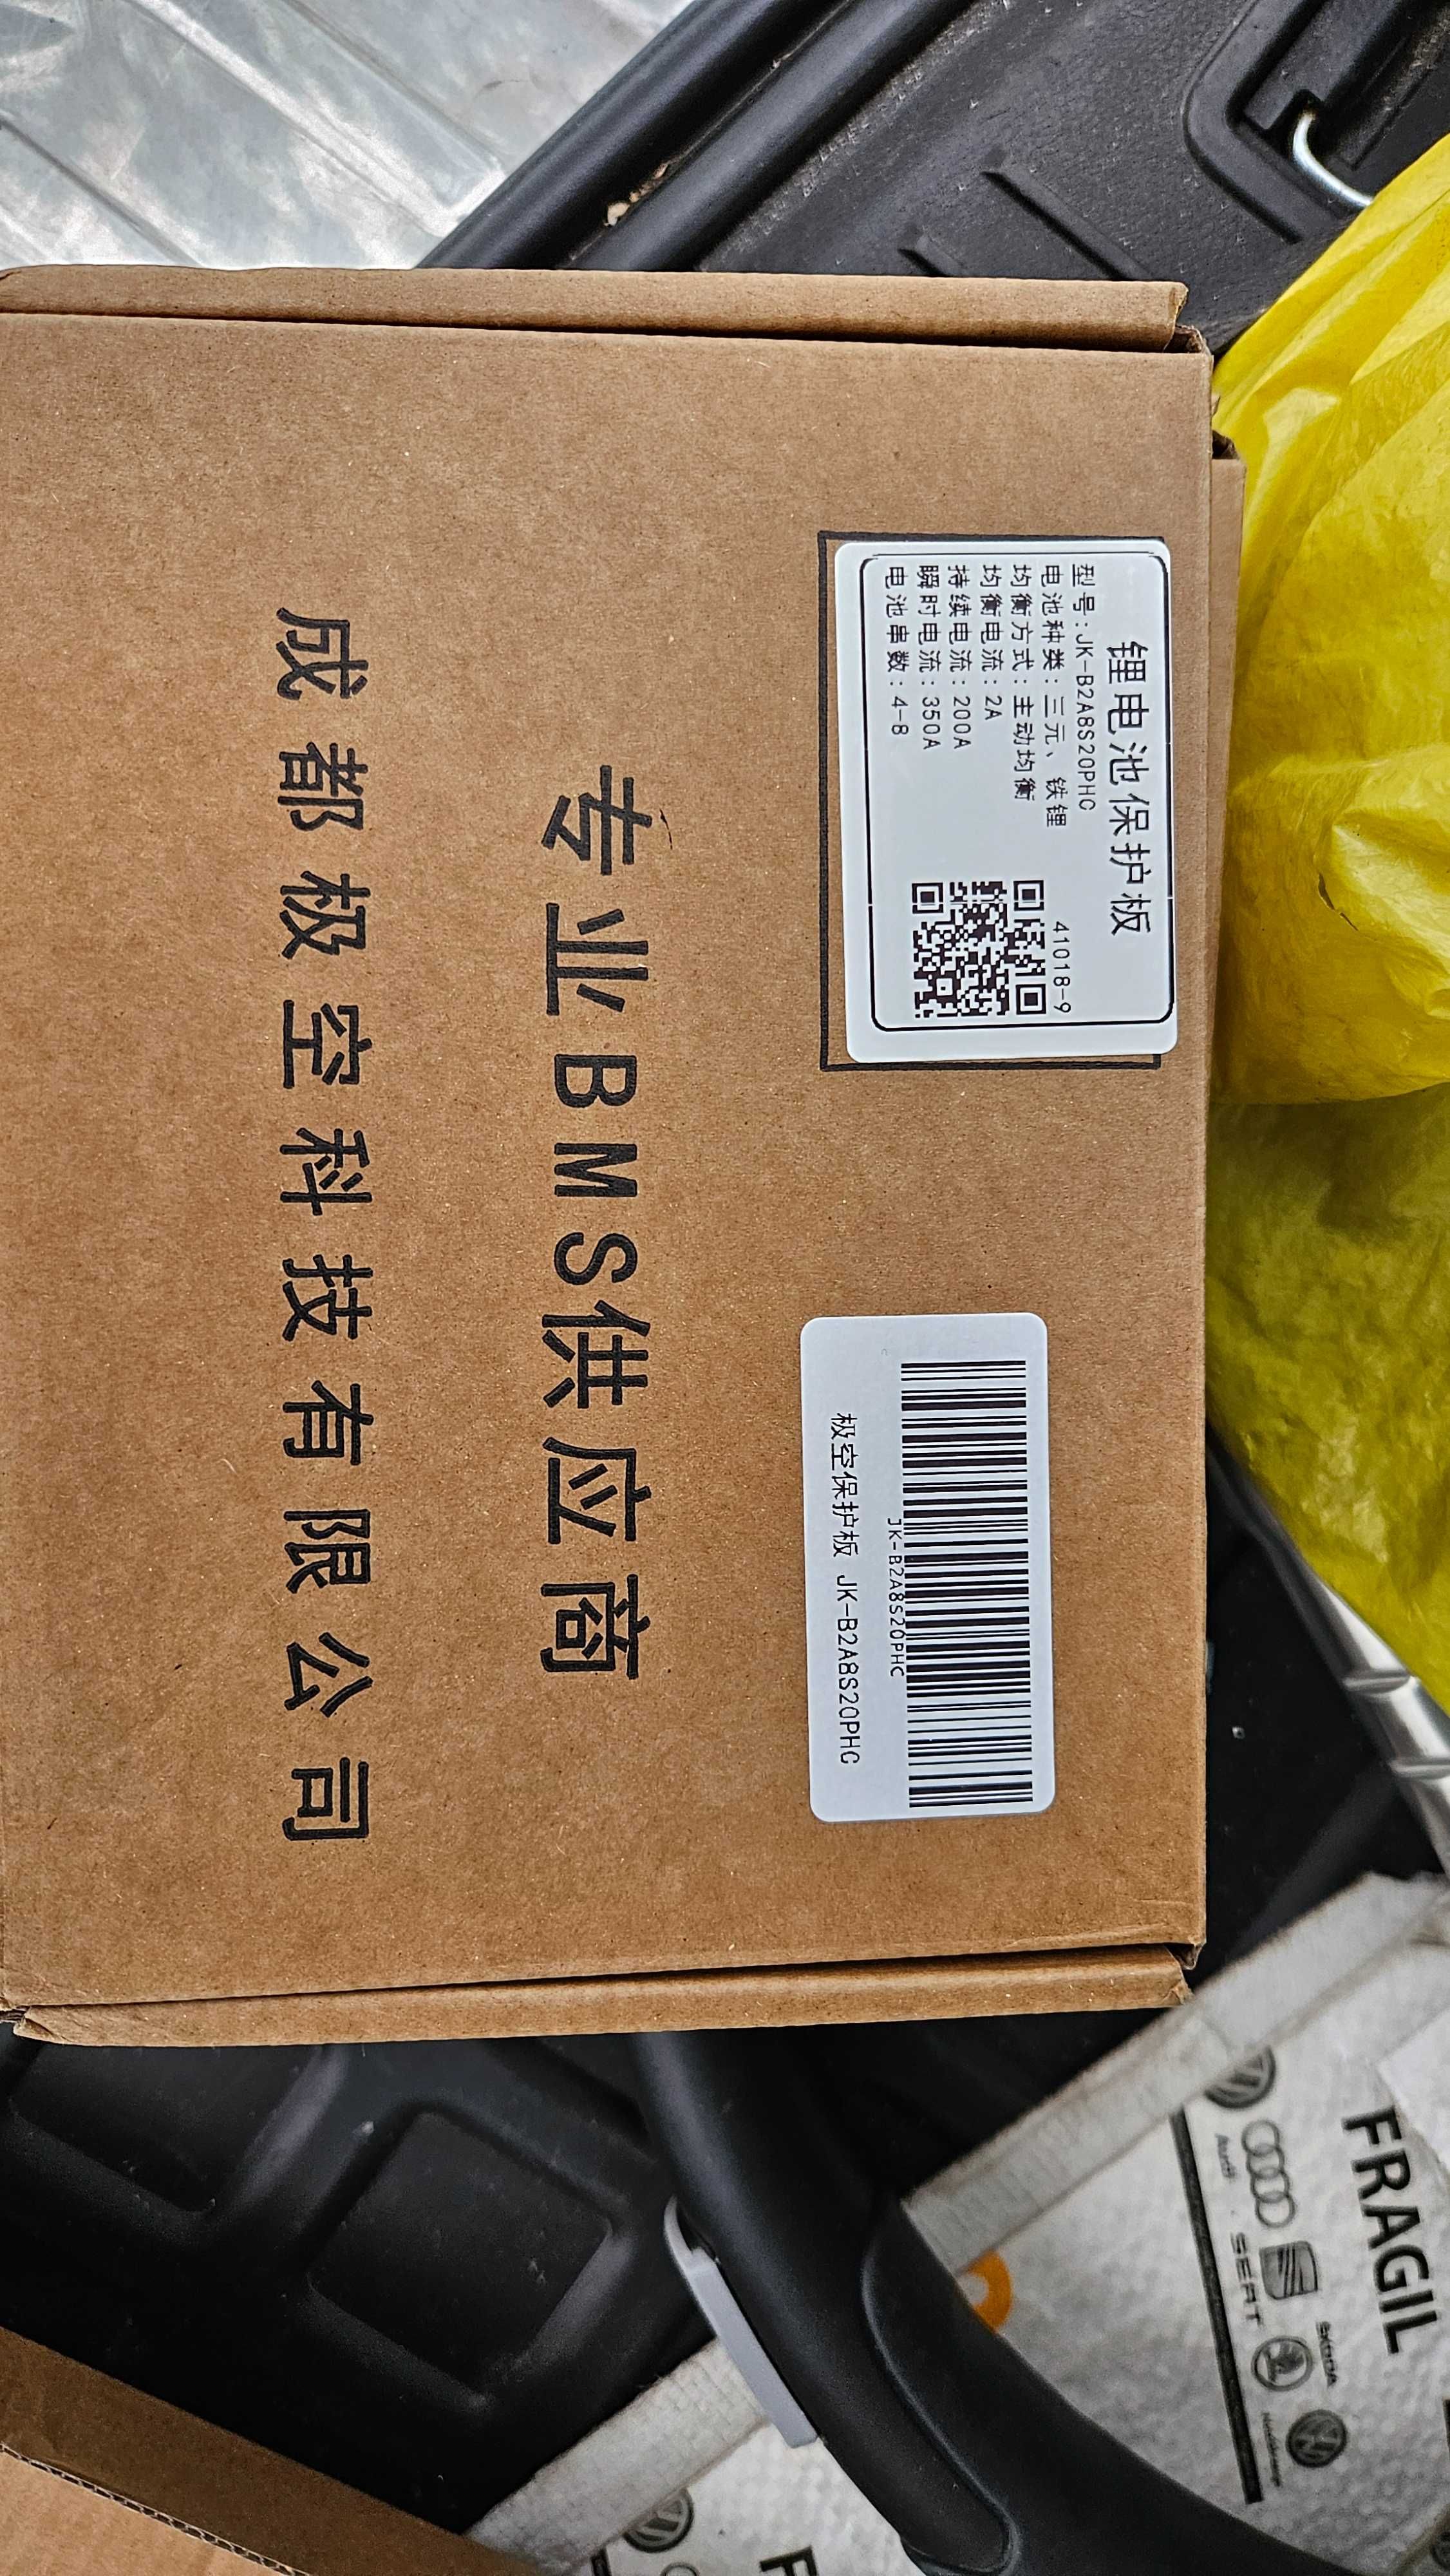 锂电池保护板
型号:JK-B2A8S20PHC
电池种类:三元、铁锂
均衡方式:主动均衡
均衡电流:2A
持续电流:200A
瞬时电流:350A
电池串数:4-8
41018-9
JK-B2A8S20PHC
极空保护板 JK-B2A8S20PHC
专业BMS供应商
成都极空科技有限公司
FRAGIL
Audi
SEAT
ŠKODA